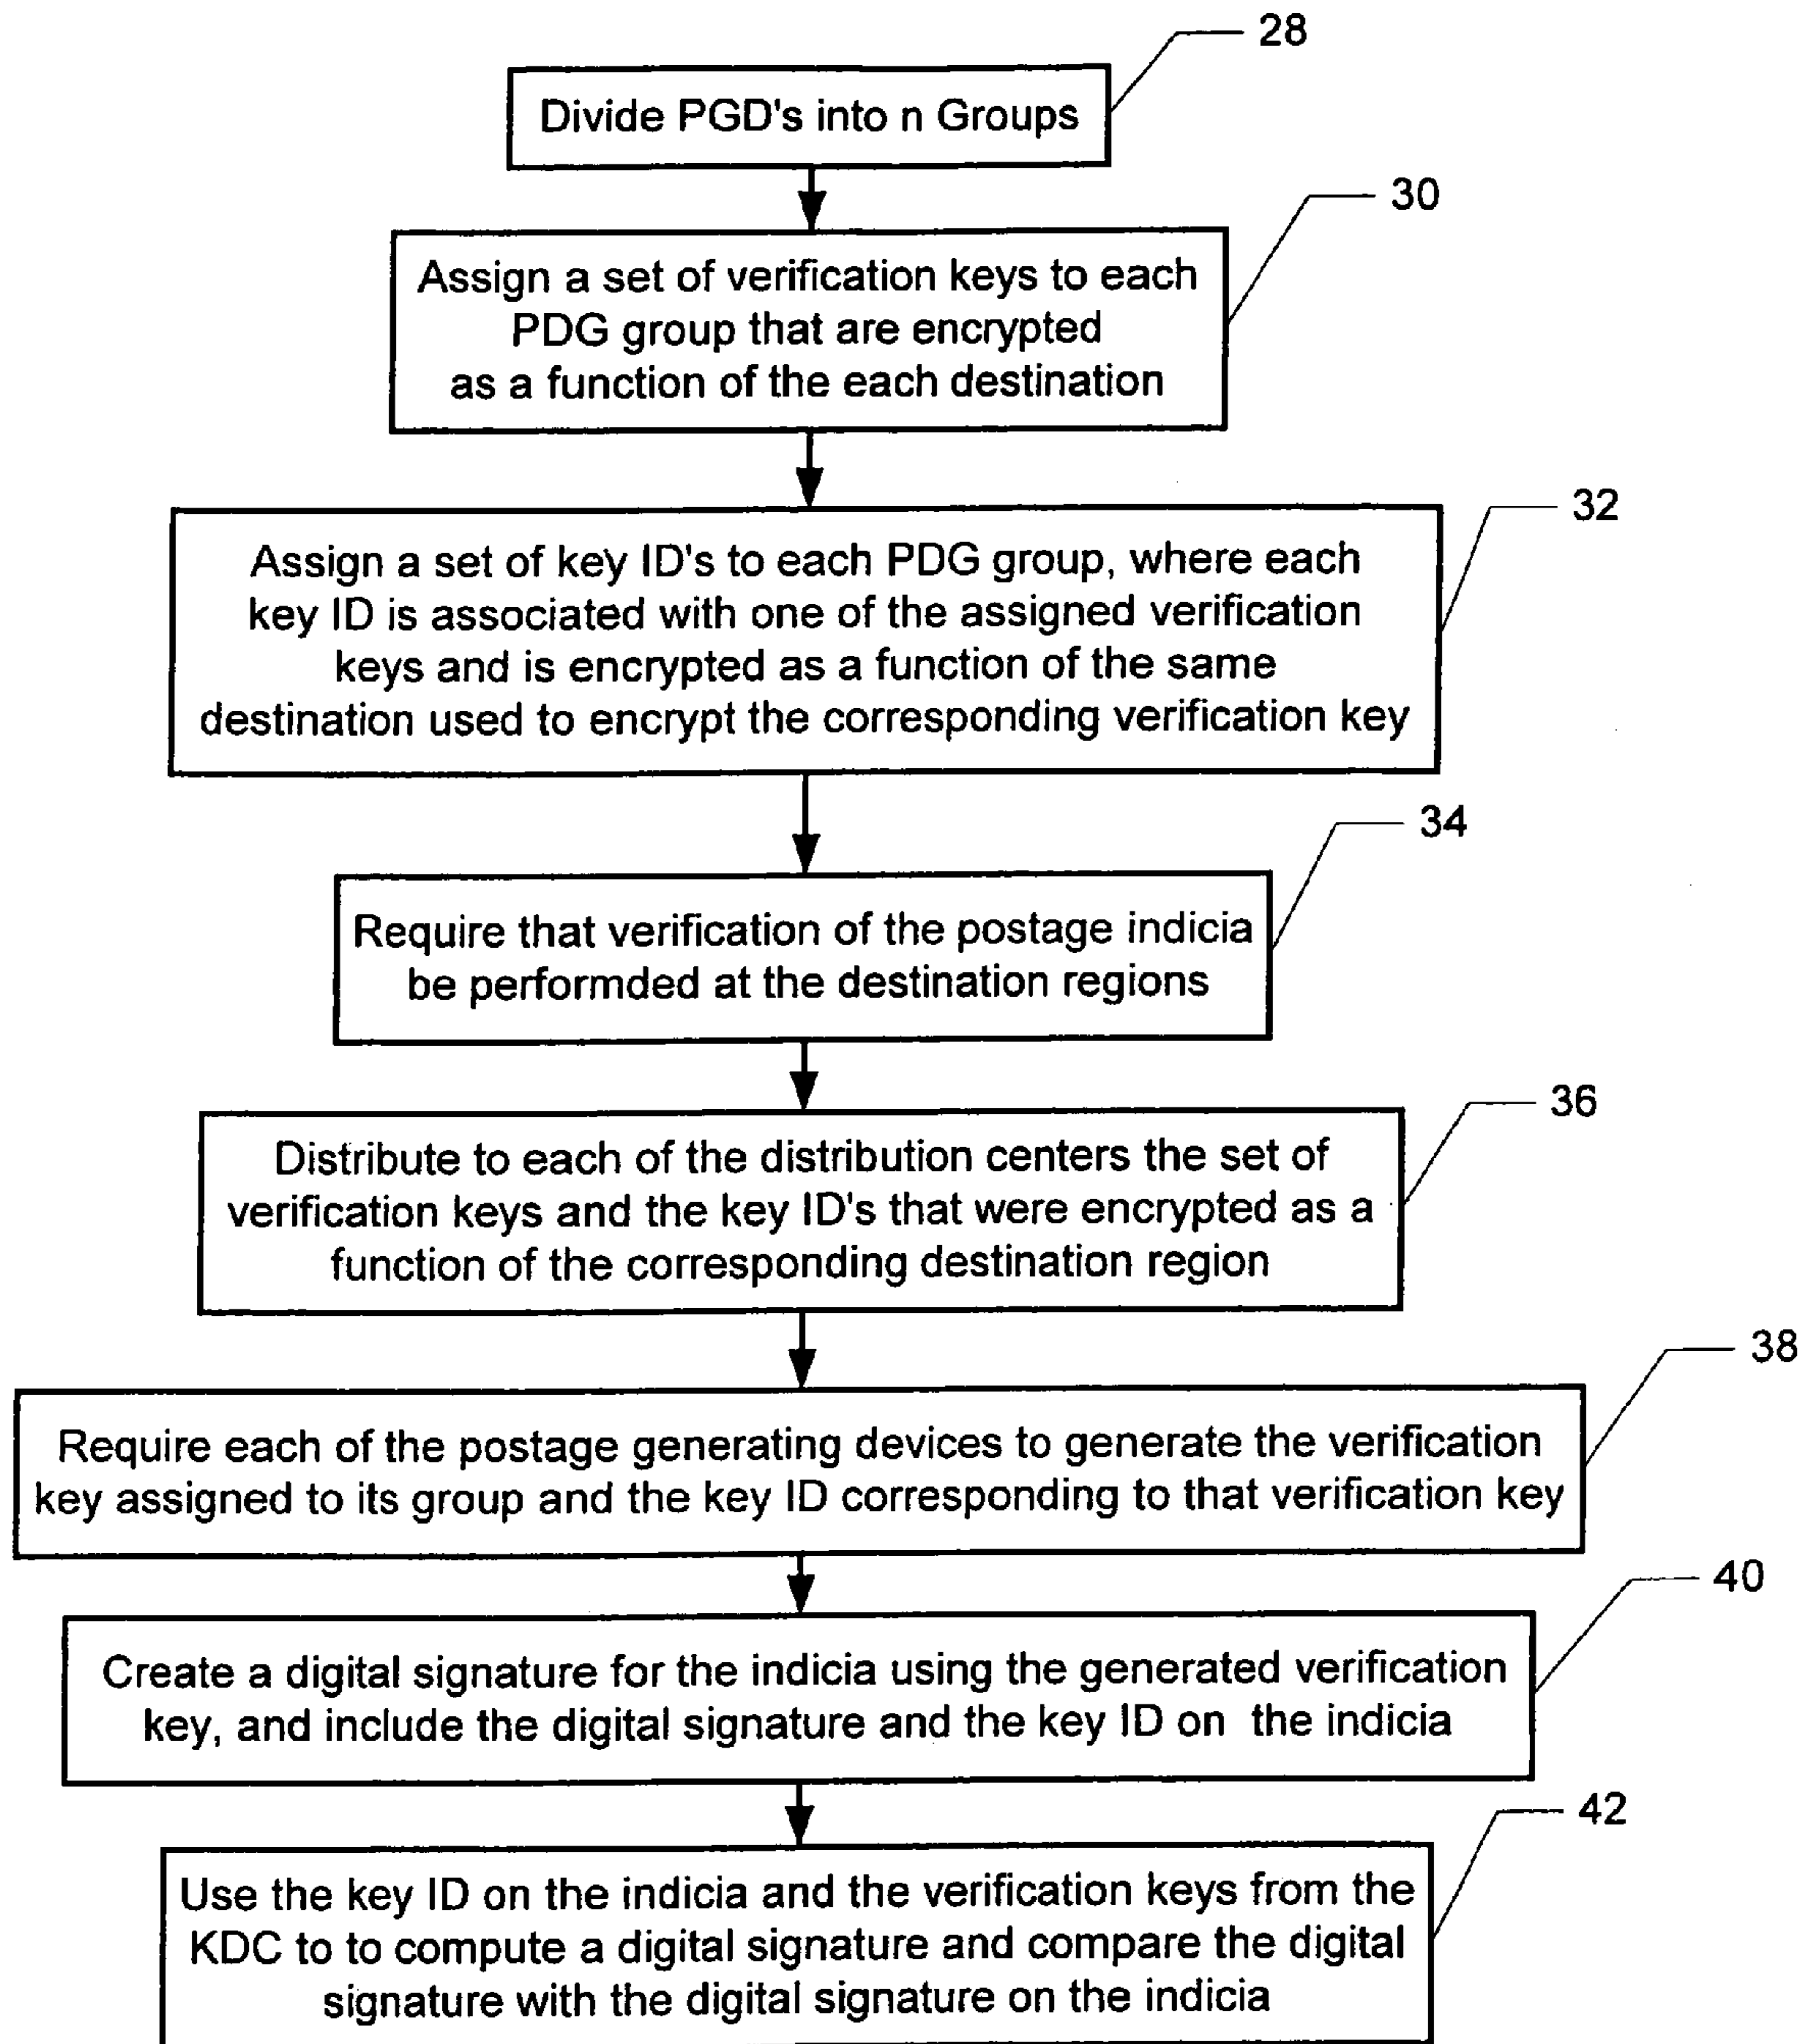 28
Divide PGD's into n Groups
30
Assign a set of verification keys to each
PDG group that are encrypted
as a function of the each destination
32
Assign a set of key ID's to each PDG group, where each
key ID is associated with one of the assigned verification
keys and is encrypted as a function of the same
destination used to encrypt the corresponding verification key
34
Require that verification of the postage indicia
be performded at the destination regions
36
Distribute to each of the distribution centers the set of
verification keys and the key ID's that were encrypted as a
function of the corresponding destination region
38
Require each of the postage generating devices to generate the verification
key assigned to its group and the key ID corresponding to that verification key
40
Create a digital signature for the indicia using the generated verification
key, and include the digital signature and the key ID on the indicia
42
Use the key ID on the indicia and the verification keys from the
KDC to to compute a digital signature and compare the digital
signature with the digital signature on the indicia